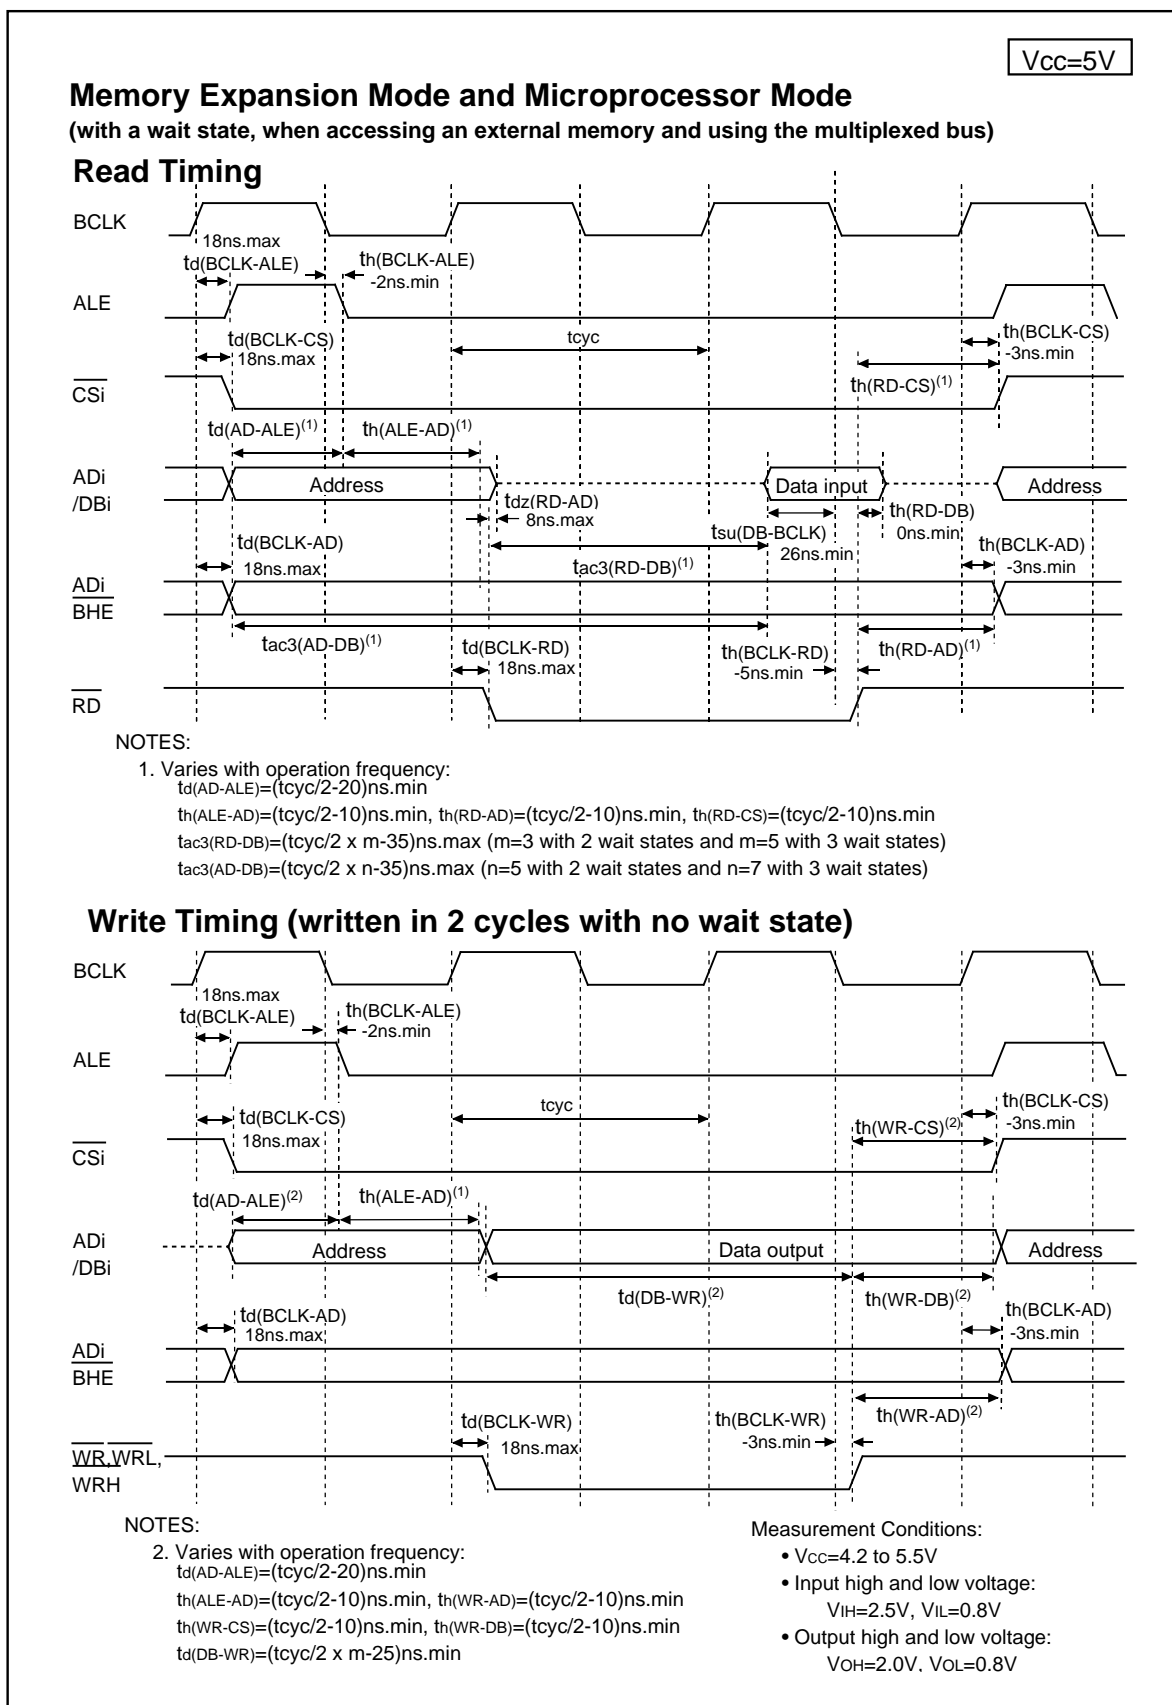 Vcc=5V
Memory Expansion Mode and Microprocessor Mode
(with a wait state, when accessing an external memory and using the multiplexed bus)
Read Timing
BCLK
18ns.max
td(BCLK-ALE)
th(BCLK-ALE)
-2ns.min
ALE
td(BCLK-CS)
18ns.max
tcyc
th(BCLK-CS)
-3ns.min
CSi
th(RD-CS)(1)
td(AD-ALE)(1)
th(ALE-AD)(1)
ADi
/DBi
Address
Data input
Address
tdz(RD-AD)
8ns.max
tsu(DB-BCLK)
26ns.min
th(RD-DB)
0ns.min
td(BCLK-AD)
18ns.max
tac3(RD-DB)(1)
th(BCLK-AD)
-3ns.min
ADi
BHE
tac3(AD-DB)(1)
td(BCLK-RD)
18ns.max
th(BCLK-RD)
-5ns.min
th(RD-AD)(1)
RD
NOTES:
1. Varies with operation frequency:
td(AD-ALE)=(tcyc/2-20)ns.min
th(ALE-AD)=(tcyc/2-10)ns.min, th(RD-AD)=(tcyc/2-10)ns.min, th(RD-CS)=(tcyc/2-10)ns.min
tac3(RD-DB)=(tcyc/2 x m-35)ns.max (m=3 with 2 wait states and m=5 with 3 wait states)
tac3(AD-DB)=(tcyc/2 x n-35)ns.max (n=5 with 2 wait states and n=7 with 3 wait states)
Write Timing (written in 2 cycles with no wait state)
BCLK
18ns.max
td(BCLK-ALE)
th(BCLK-ALE)
-2ns.min
ALE
td(BCLK-CS)
18ns.max
tcyc
th(BCLK-CS)
-3ns.min
CSi
th(WR-CS)(2)
td(AD-ALE)(2)
th(ALE-AD)(1)
ADi
/DBi
Address
Data output
Address
td(DB-WR)(2)
th(WR-DB)(2)
td(BCLK-AD)
18ns.max
th(BCLK-AD)
-3ns.min
ADi
BHE
td(BCLK-WR)
18ns.max
th(BCLK-WR)
-3ns.min
th(WR-AD)(2)
WR,WRL,
WRH
NOTES:
2. Varies with operation frequency:
td(AD-ALE)=(tcyc/2-20)ns.min
th(ALE-AD)=(tcyc/2-10)ns.min, th(WR-AD)=(tcyc/2-10)ns.min
th(WR-CS)=(tcyc/2-10)ns.min, th(WR-DB)=(tcyc/2-10)ns.min
td(DB-WR)=(tcyc/2 x m-25)ns.min
Measurement Conditions:
• VCC=4.2 to 5.5V
• Input high and low voltage:
VIH=2.5V, VIL=0.8V
• Output high and low voltage:
VOH=2.0V, VOL=0.8V